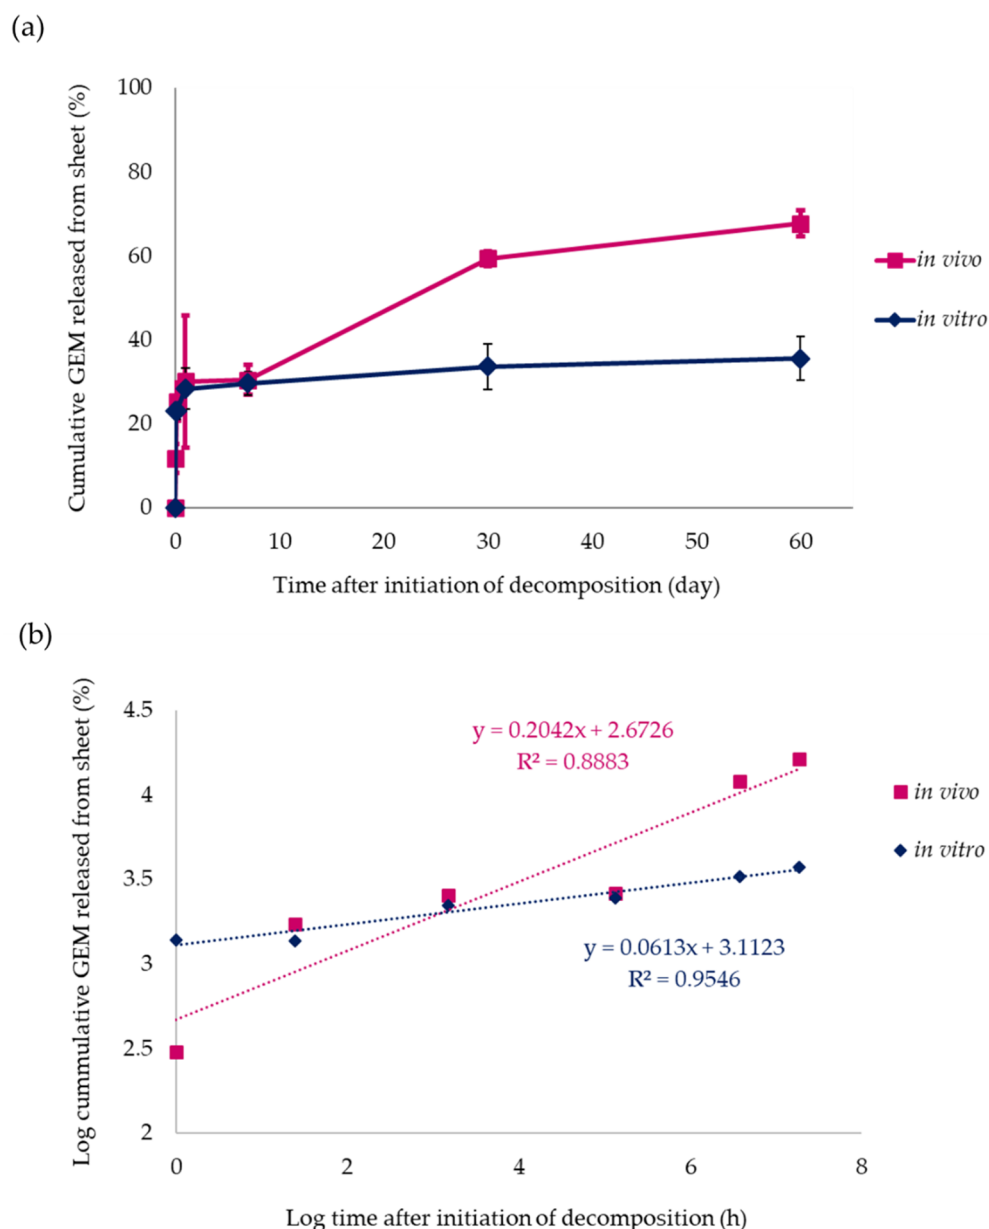 (a)
Cumulative GEM released from sheet (%)
100
80
60
40
20
0
0 10 20 30 40 50 60
Time after initiation of decomposition (day)
in vivo
in vitro
(b)
Log cummulative GEM released from sheet (%)
4.5
4
3.5
3
2.5
2
0 2 4 6 8
Log time after initiation of decomposition (h)
y = 0.2042x + 2.6726
R² = 0.8883
y = 0.0613x + 3.1123
R² = 0.9546
in vivo
in vitro